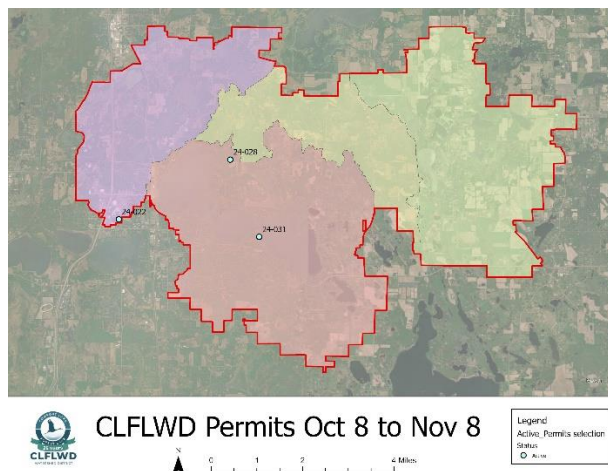 24-028
24-022
24-031
CLFLWD
CLFLWD Permits Oct 8 to Nov 8
N
0 1 2 4 Miles
Legend
Active_Permits selection
Status